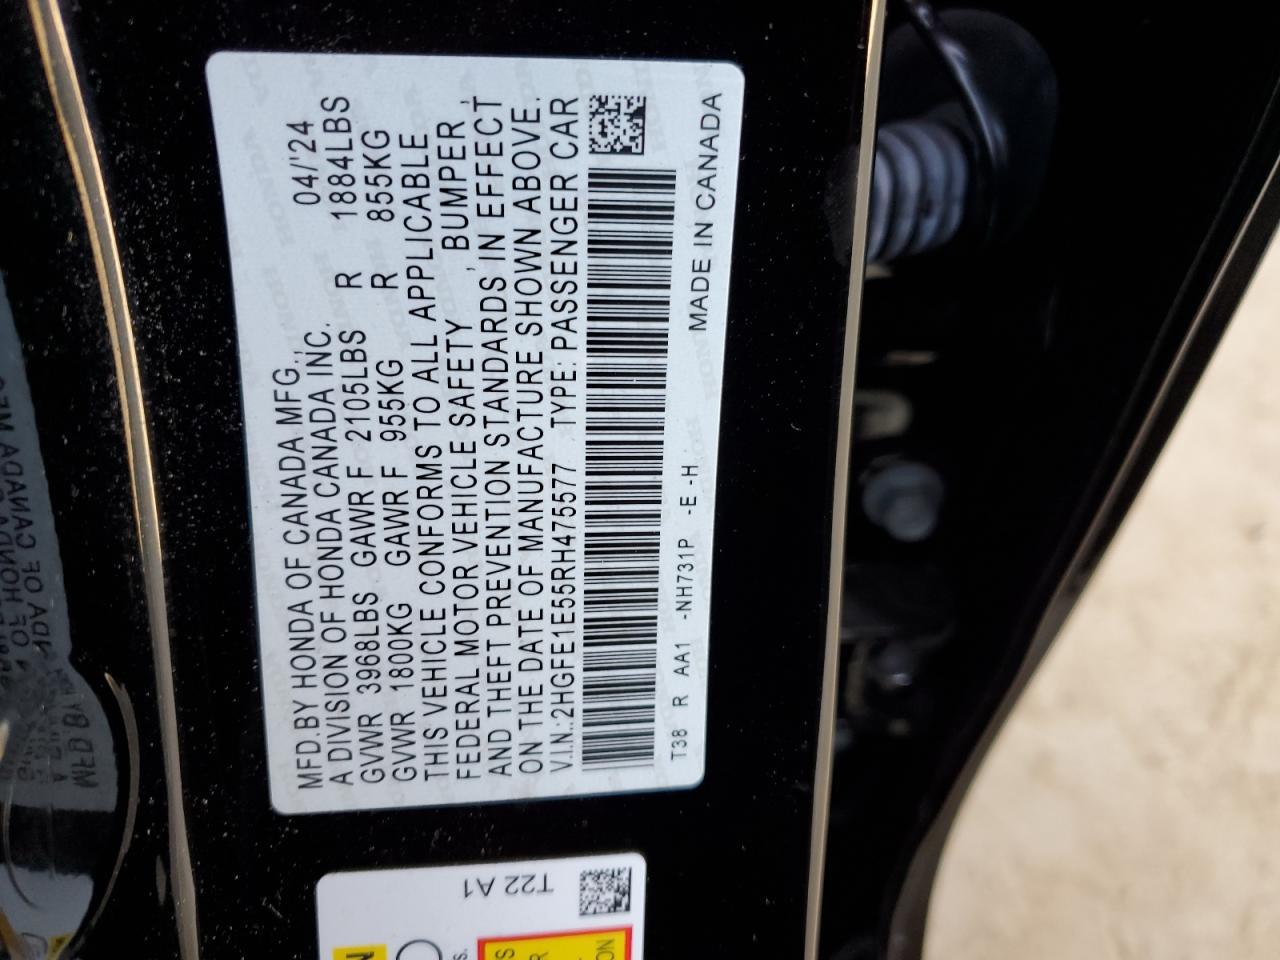 MFD.BY HONDA OF CANADA MFG.,
A DIVISION OF HONDA CANADA INC. 04/'24
GVWR 3968LBS GAWR F 2105LBS R 1884LBS
GVWR 1800KG GAWR F 955KG R 855KG
THIS VEHICLE CONFORMS TO ALL APPLICABLE
FEDERAL MOTOR VEHICLE SAFETY , BUMPER ,
AND THEFT PREVENTION STANDARDS IN EFFECT
ON THE DATE OF MANUFACTURE SHOWN ABOVE.
V.I.N.:2HGFE1E55RH475577 TYPE: PASSENGER CAR
T38 R AA1 -NH731P -E -H MADE IN CANADA
T22 A1